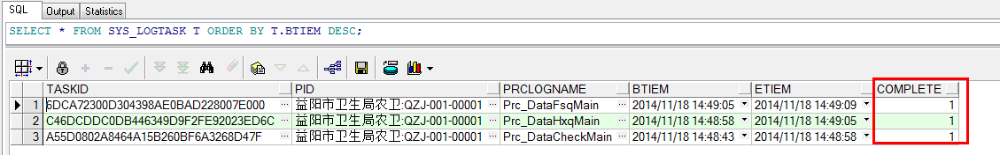 SQL Output Statistics
SELECT * FROM SYS_LOGTASK T ORDER BY T.BTIEM DESC;
TASKID PID PRCLOGNAME BTIEM ETIEM COMPLETE
1 6DCA72300D304398AE0BAD228007E000 ··· 益阳市卫生局农卫:QZJ-001-00001 ··· Prc_DataFsqMain ··· 2014/11/18 14:49:05 2014/11/18 14:49:09 1
2 C46DCDDC0DB446349D9F2FE92023ED6C ··· 益阳市卫生局农卫:QZJ-001-00001 ··· Prc_DataHxqMain ··· 2014/11/18 14:48:58 2014/11/18 14:49:05 1
3 A55D0802A8464A15B260BF6A3268D47F ··· 益阳市卫生局农卫:QZJ-001-00001 ··· Prc_DataCheckMain ··· 2014/11/18 14:48:43 2014/11/18 14:48:58 1